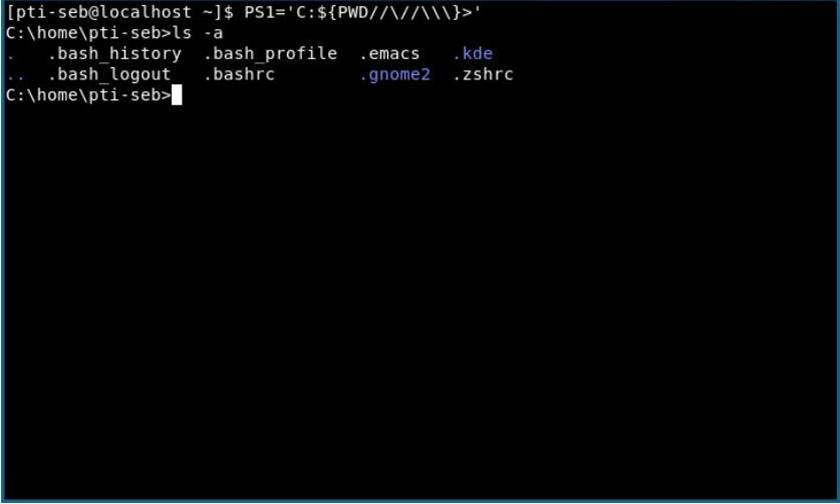 [pti-seb@localhost ~]$ PS1='C:${PWD//\//\\\}>'
C:\home\pti-seb>ls -a
.   .bash_history  .bash_profile  .emacs   .kde
..  .bash_logout   .bashrc        .gnome2  .zshrc
C:\home\pti-seb>